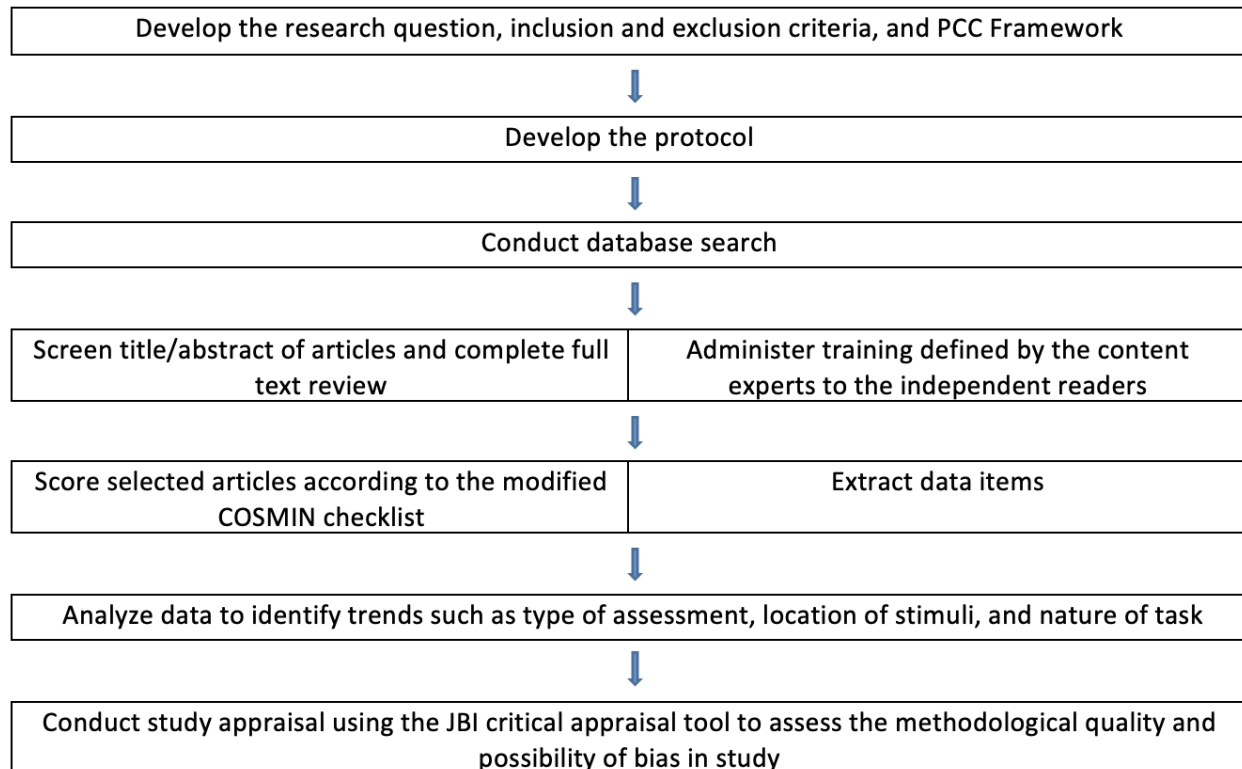 Develop the research question, inclusion and exclusion criteria, and PCC Framework
Develop the protocol
Conduct database search
Screen title/abstract of articles and complete full
text review
Administer training defined by the content
experts to the independent readers
Score selected articles according to the modified
COSMIN checklist
Extract data items
Analyze data to identify trends such as type of assessment, location of stimuli, and nature of task
Conduct study appraisal using the JBI critical appraisal tool to assess the methodological quality and
possibility of bias in study